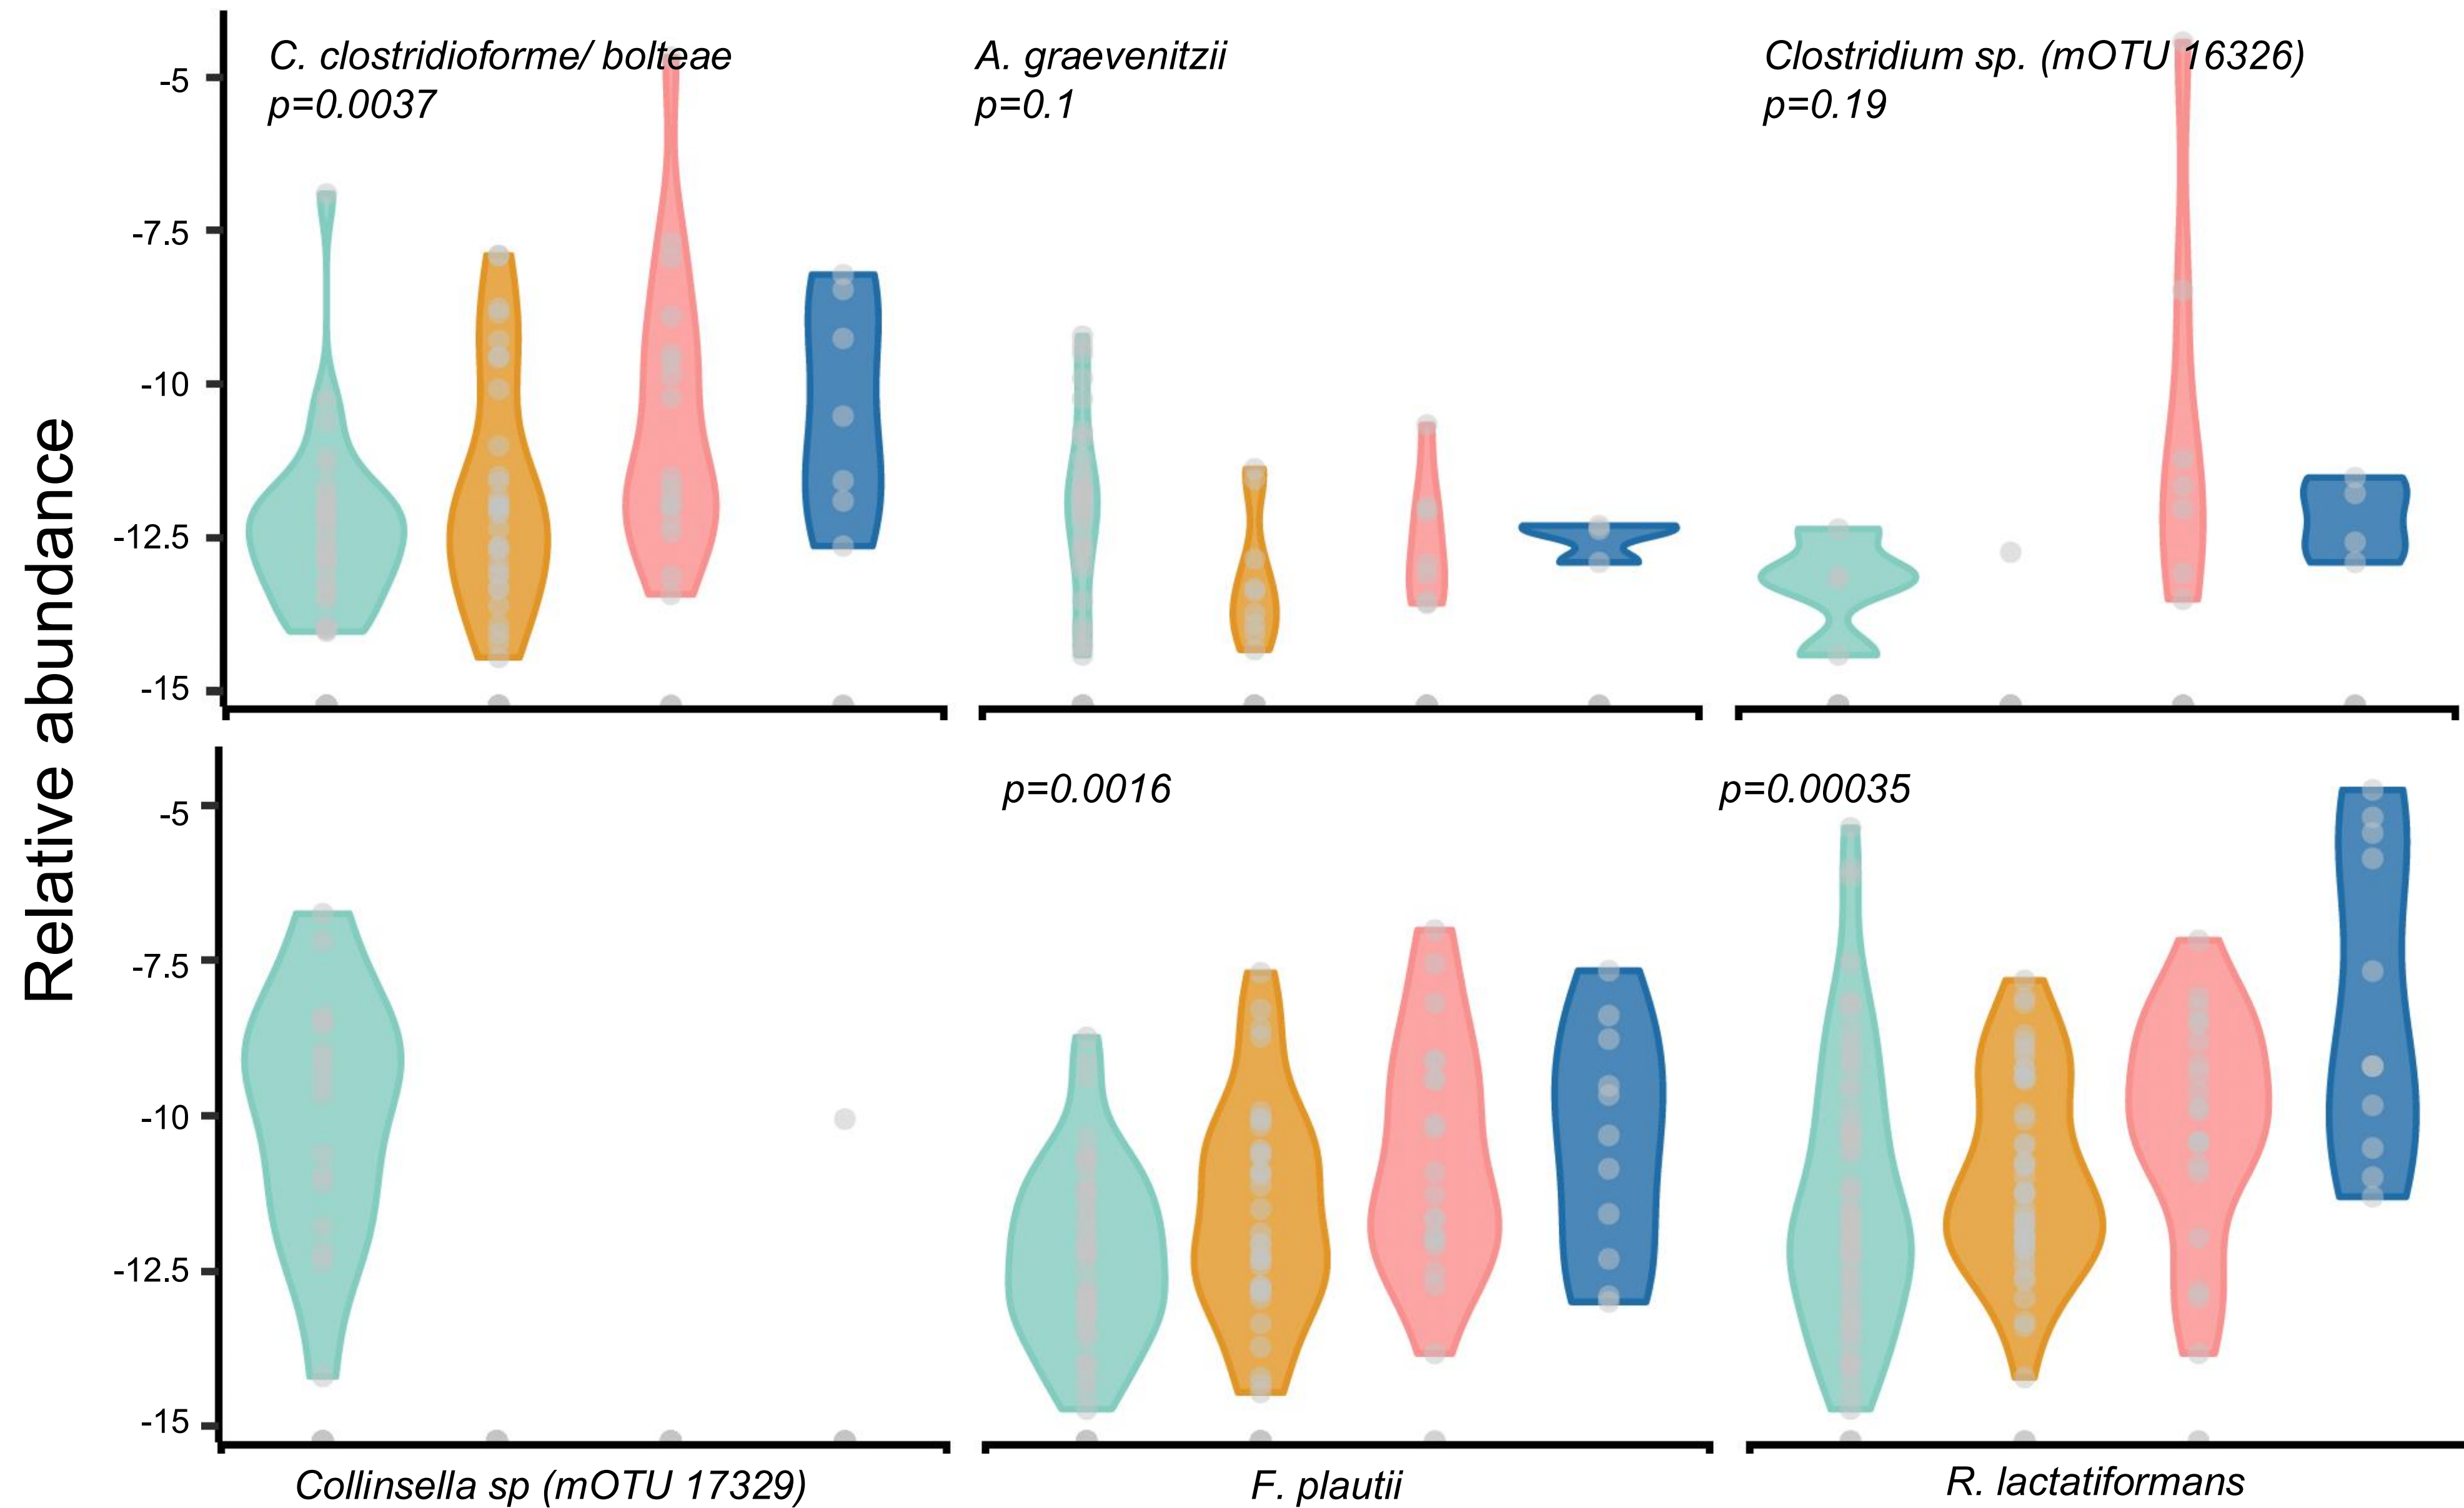 C. clostridioforme/ bolteae
p=0.0037
A. graevenitzii
p=0.1
Clostridium sp. (mOTU 16326)
p=0.19
-5
-7.5
-10
-12.5
-15
Relative abundance
p=0.0016
p=0.00035
-5
-7.5
-10
-12.5
-15
Collinsella sp (mOTU 17329)
F. plautii
R. lactatiformans